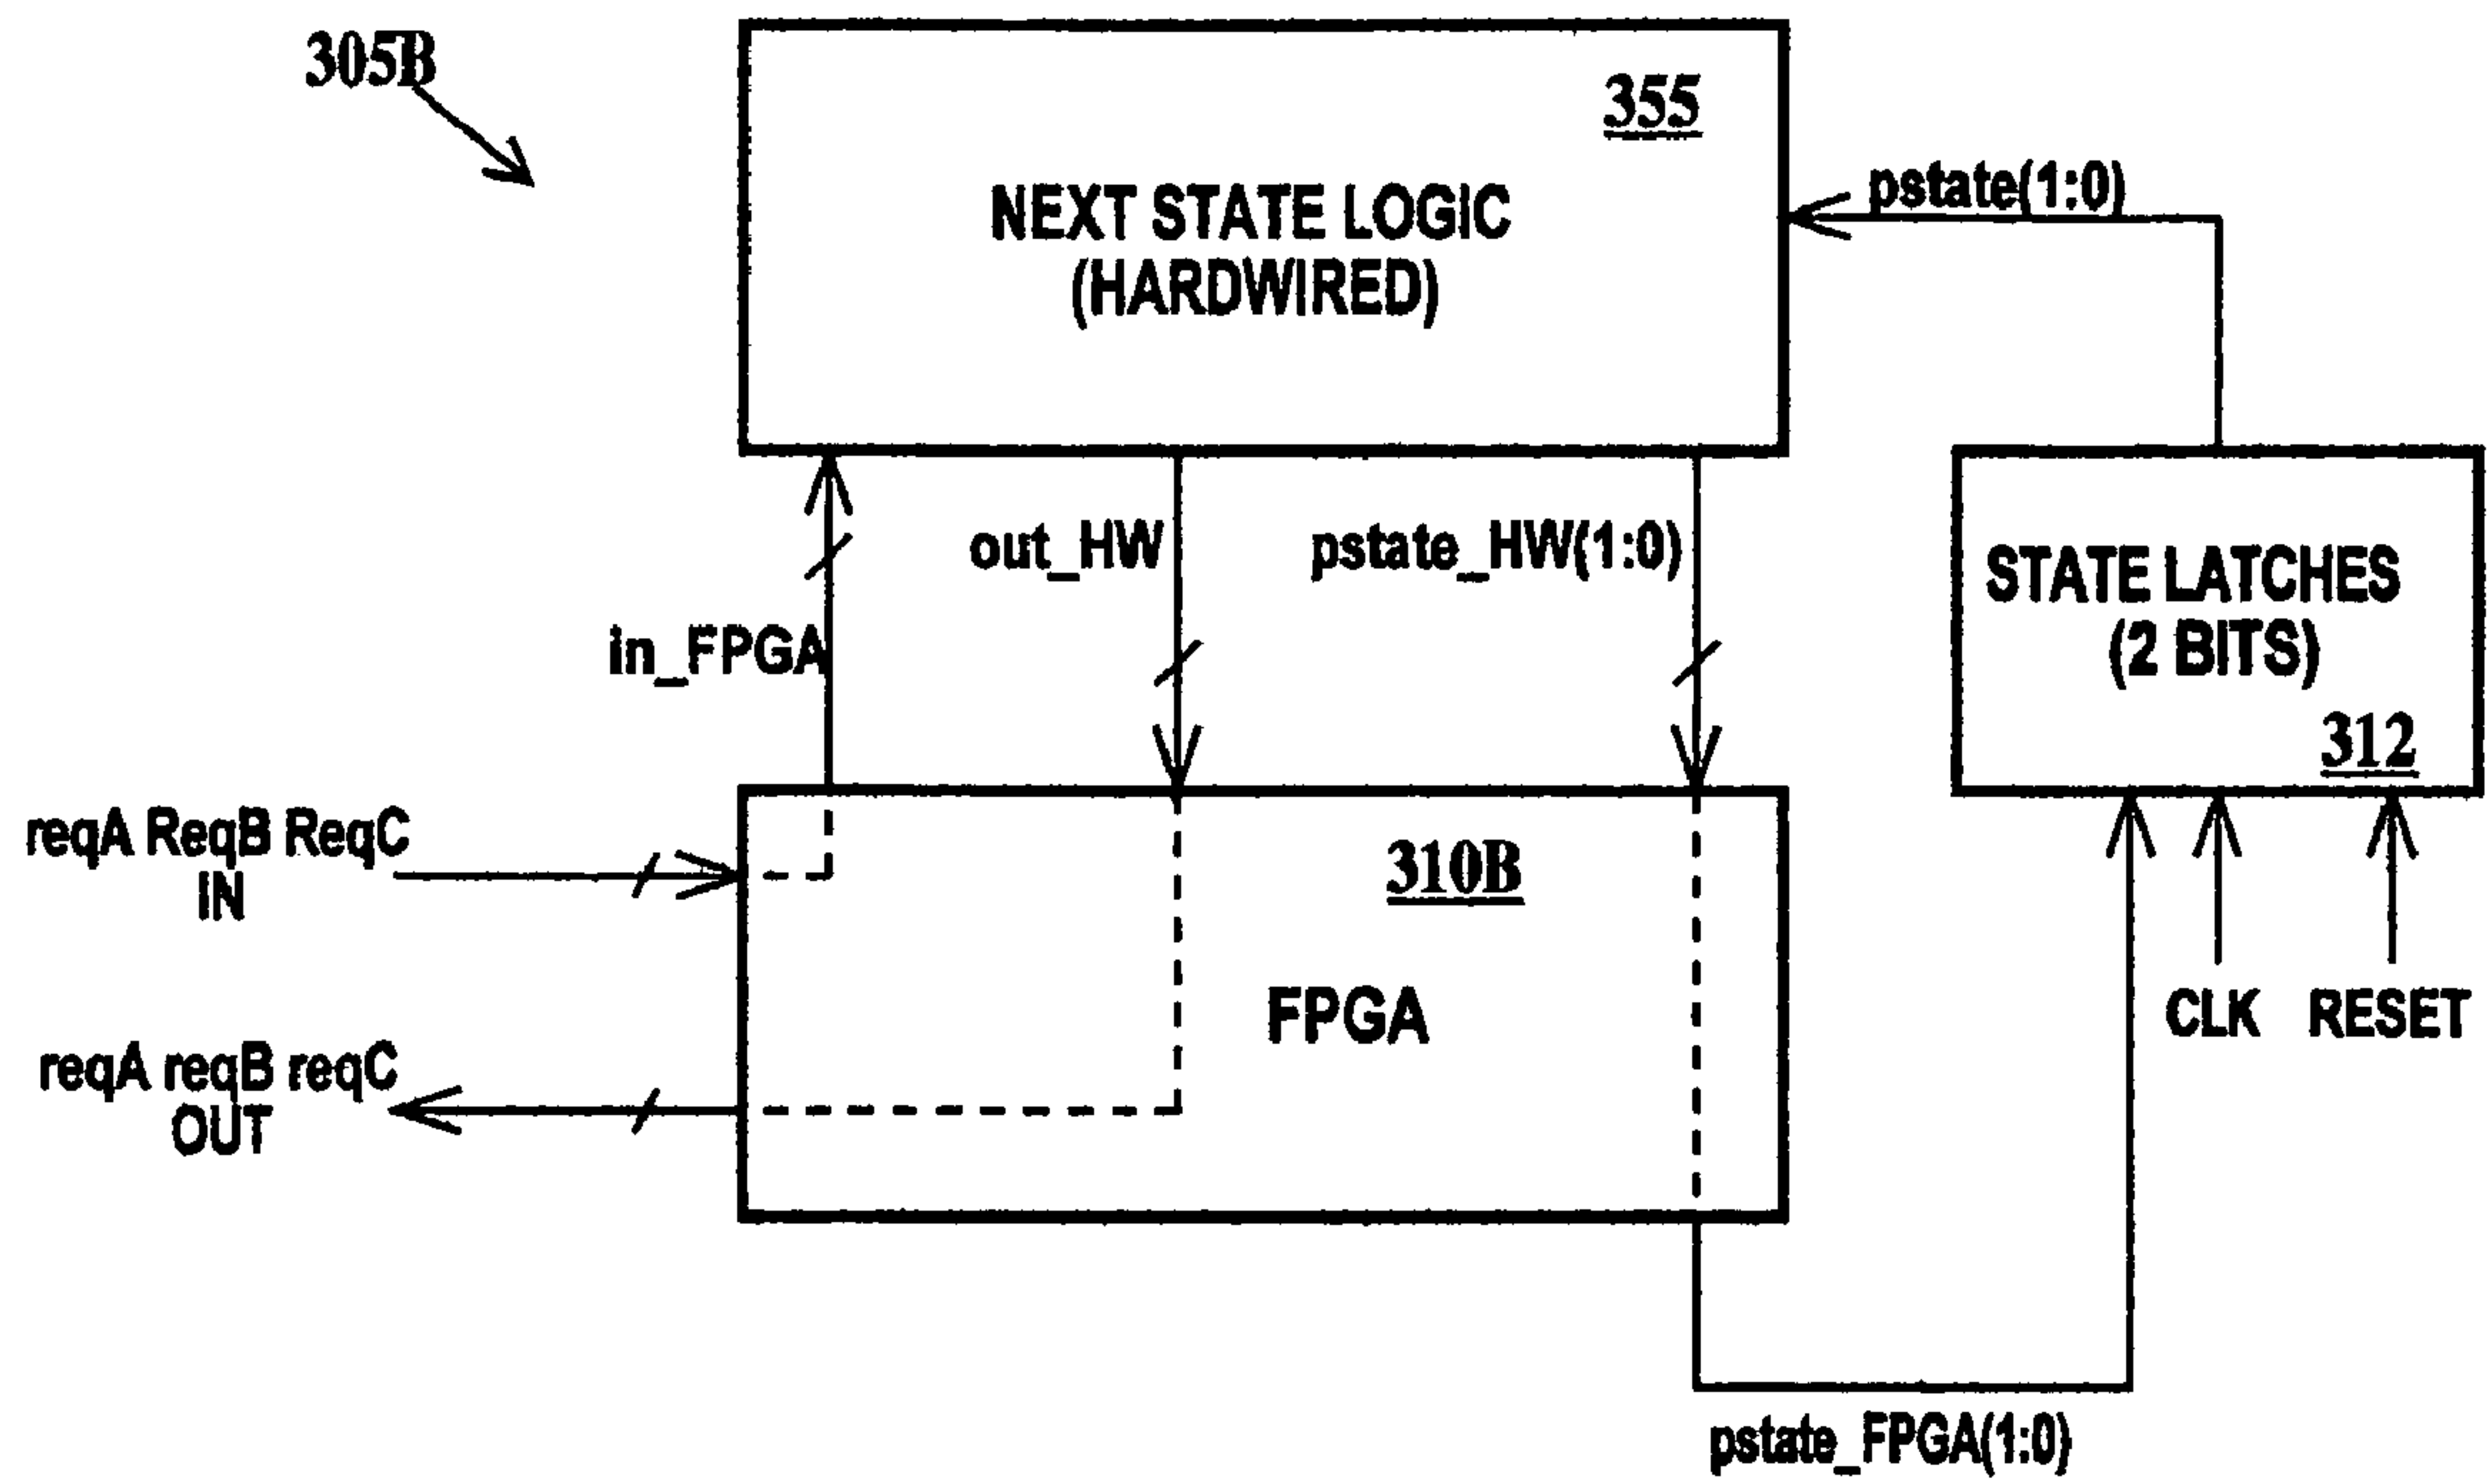 305B
355
NEXT STATE LOGIC
(HARDWIRED)
pstate(1:0)
out_HW
pstate_HW(1:0)
in_FPGA
STATE LATCHES
(2 BITS)
312
reqA ReqB ReqC
IN
310B
FPGA
reqA reqB reqC
OUT
CLK RESET
pstate_FPGA(1:0)